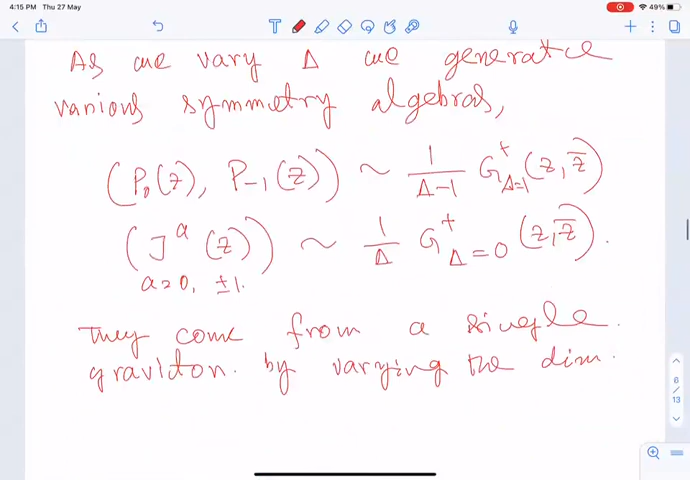 4:15 PM Thu 27 May
49%
As we vary Δ we generate
various symmetry algebras,
(P₀(z), P₋₁(z)) ~ 1/(Δ-1) G⁺_{Δ=1}(z, z̄)
(J^a(z)) ~ 1/Δ G⁺_{Δ=0}(z, z̄).
a=0, ±1.
They come from a single
graviton. by varying the dim.
6/13